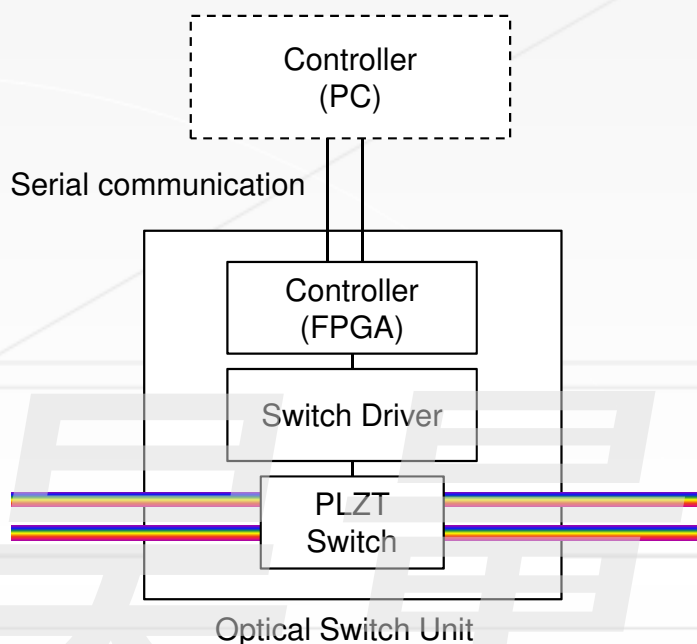 Controller
(PC)
Serial communication
Controller
(FPGA)
Switch Driver
PLZT
Switch
Optical Switch Unit